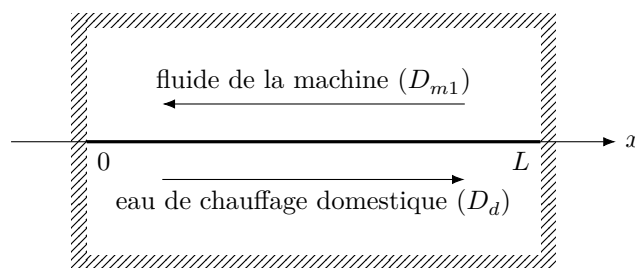 fluide de la machine (D_{m1})
x
0 L
eau de chauffage domestique (D_d)